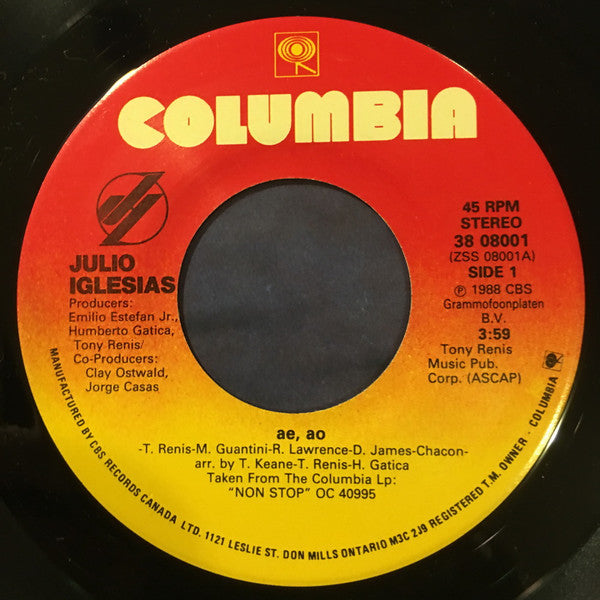 COLUMBIA
JULIO
IGLESIAS
Producers:
Emilio Estefan Jr.,
Humberto Gatica,
Tony Renis/
Co-Producers:
Clay Ostwald,
Jorge Casas
45 RPM
STEREO
38 08001
(ZSS 08001A)
SIDE 1
℗ 1988 CBS
Grammofoonplaten
B.V.
3:59
Tony Renis
Music Pub.
Corp. (ASCAP)
ae, ao
-T. Renis-M. Guantini-R. Lawrence-D. James-Chacon-
arr. by T. Keane-T. Renis-H. Gatica
Taken From The Columbia Lp:
"NON STOP" OC 40995
MANUFACTURED BY CBS RECORDS CANADA LTD. 1121 LESLIE ST. DON MILLS ONTARIO M3C 2J9 REGISTERED T.M. OWNER · COLUMBIA